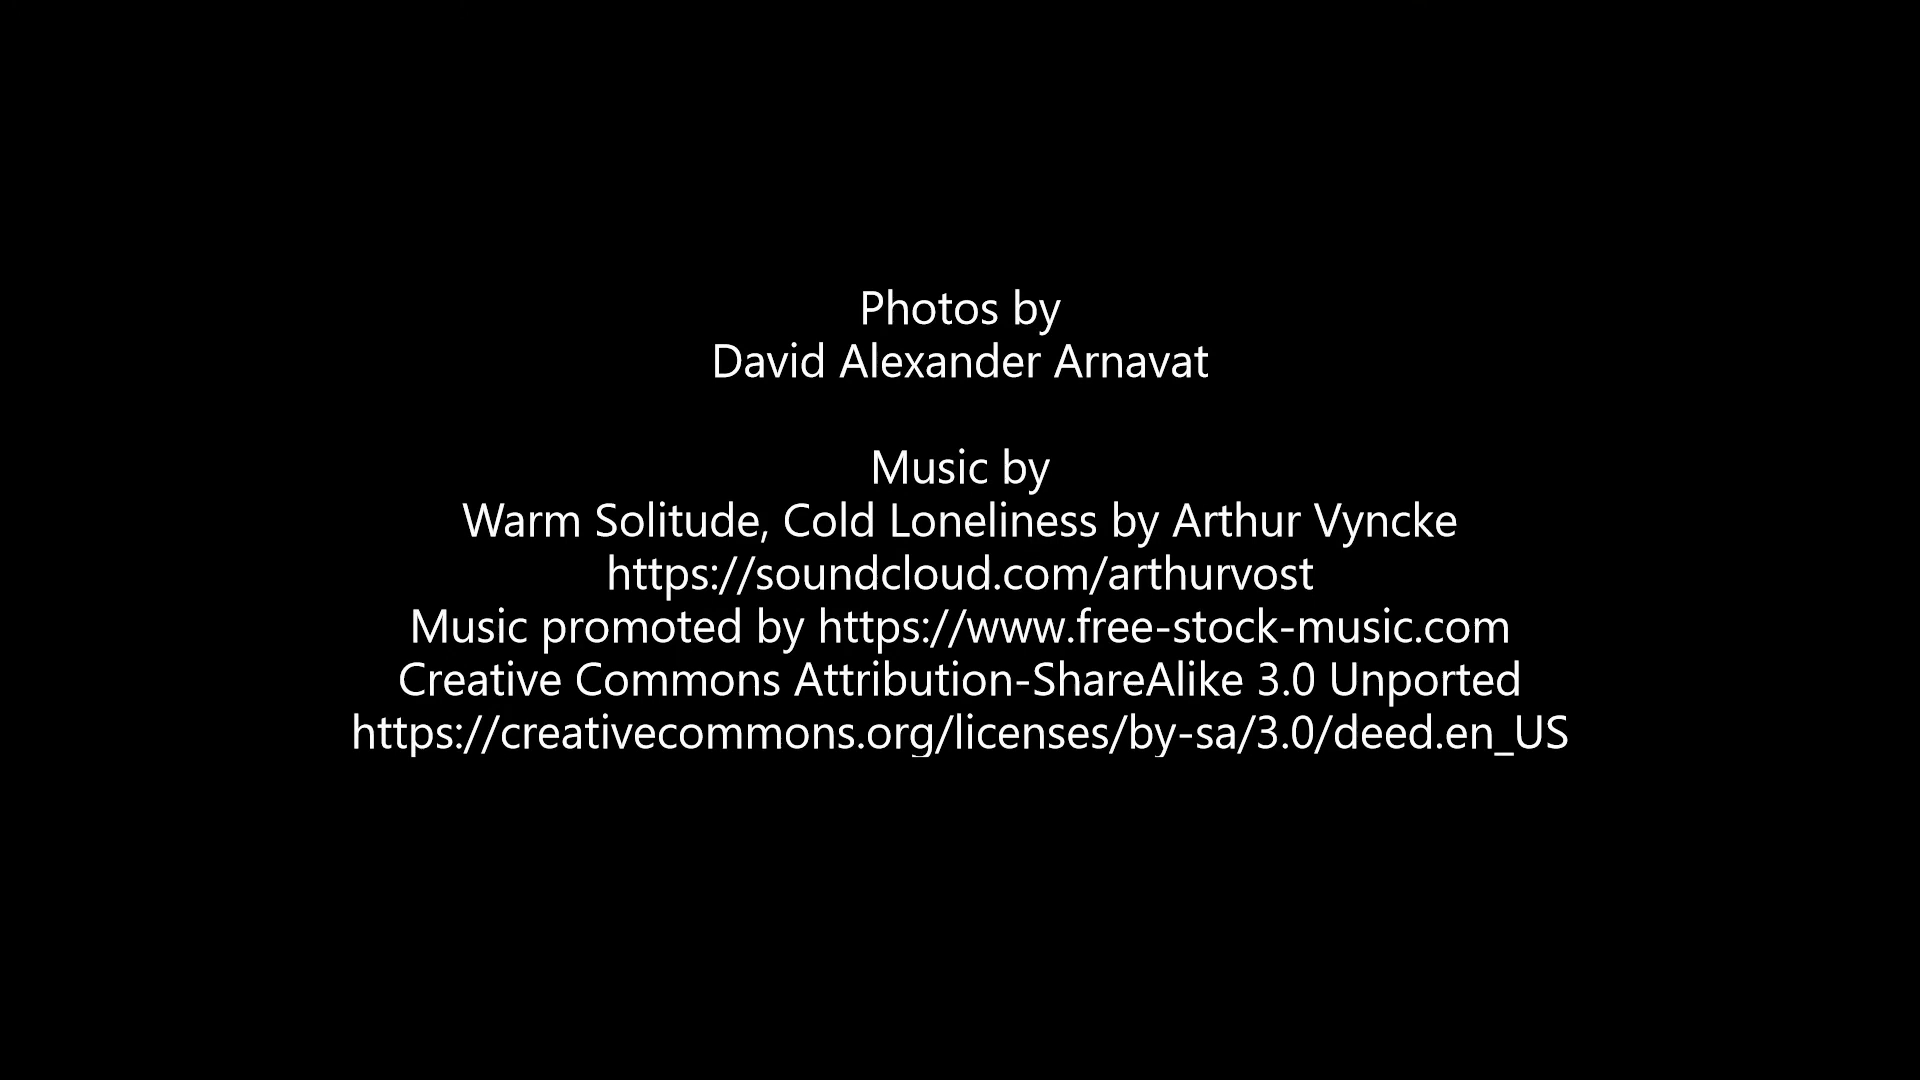 Photos by
David Alexander Arnavat
Music by
Warm Solitude, Cold Loneliness by Arthur Vyncke
https://soundcloud.com/arthurvost
Music promoted by https://www.free-stock-music.com
Creative Commons Attribution-ShareAlike 3.0 Unported
https://creativecommons.org/licenses/by-sa/3.0/deed.en_US